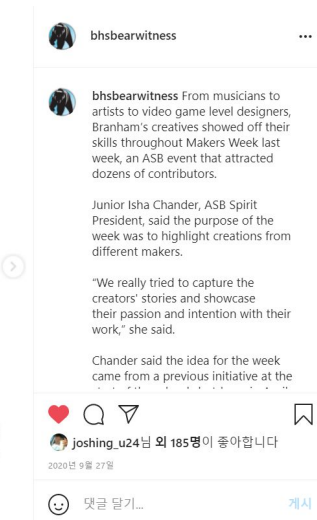 bhsbearwitness
bhsbearwitness From musicians to
artists to video game level designers,
Branham's creatives showed off their
skills throughout Makers Week last
week, an ASB event that attracted
dozens of contributors.
Junior Isha Chander, ASB Spirit
President, said the purpose of the
week was to highlight creations from
different makers.
“We really tried to capture the
creators’ stories and showcase
their passion and intention with their
work,” she said.
Chander said the idea for the week
came from a previous initiative at the
joshing_u24님 외 185명이 좋아합니다
2020년 9월 27일
댓글 달기...
게시